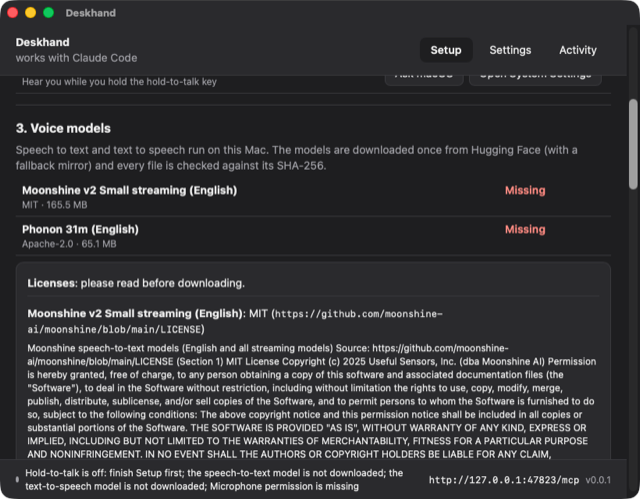 Deskhand
Deskhand
works with Claude Code
Setup
Settings
Activity
Hear you while you hold the hold-to-talk key
Ask macOS
Open System Settings
3. Voice models
Speech to text and text to speech run on this Mac. The models are downloaded once from Hugging Face (with a
fallback mirror) and every file is checked against its SHA-256.
Moonshine v2 Small streaming (English)
Missing
MIT · 165.5 MB
Phonon 31m (English)
Missing
Apache-2.0 · 65.1 MB
Licenses: please read before downloading.
Moonshine v2 Small streaming (English): MIT (https://github.com/moonshine-
ai/moonshine/blob/main/LICENSE)
Moonshine speech-to-text models (English and all streaming models) Source: https://github.com/moonshine-
ai/moonshine/blob/main/LICENSE (Section 1) MIT License Copyright (c) 2025 Useful Sensors, Inc. (dba Moonshine AI) Permission
is hereby granted, free of charge, to any person obtaining a copy of this software and associated documentation files (the
"Software"), to deal in the Software without restriction, including without limitation the rights to use, copy, modify, merge,
publish, distribute, sublicense, and/or sell copies of the Software, and to permit persons to whom the Software is furnished to do
so, subject to the following conditions: The above copyright notice and this permission notice shall be included in all copies or
substantial portions of the Software. THE SOFTWARE IS PROVIDED "AS IS", WITHOUT WARRANTY OF ANY KIND, EXPRESS OR
IMPLIED, INCLUDING BUT NOT LIMITED TO THE WARRANTIES OF MERCHANTABILITY, FITNESS FOR A PARTICULAR PURPOSE
AND NONINFRINGEMENT. IN NO EVENT SHALL THE AUTHORS OR COPYRIGHT HOLDERS BE LIABLE FOR ANY CLAIM,
Hold-to-talk is off: finish Setup first; the speech-to-text model is not downloaded; the
text-to-speech model is not downloaded; Microphone permission is missing
http://127.0.0.1:47823/mcp
v0.0.1